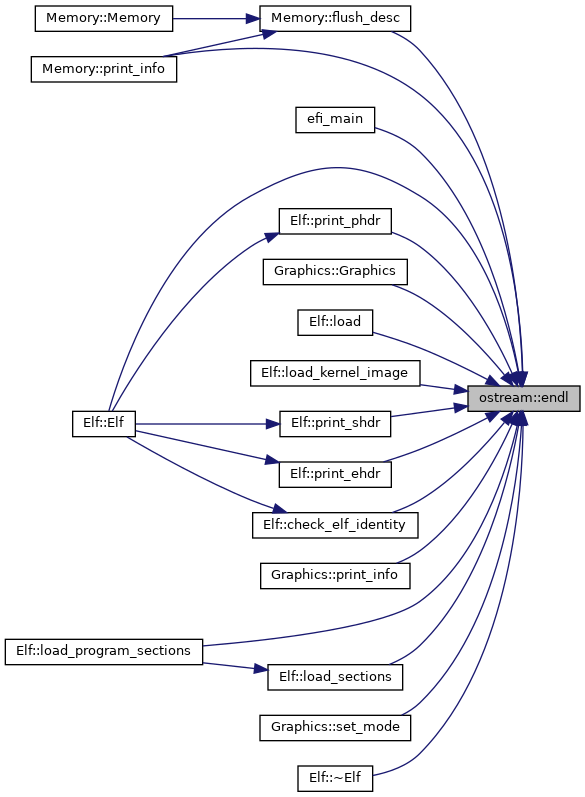 Memory::Memory
Memory::flush_desc
Memory::print_info
efi_main
Elf::print_phdr
Graphics::Graphics
Elf::load
Elf::load_kernel_image
ostream::endl
Elf::Elf
Elf::print_shdr
Elf::print_ehdr
Elf::check_elf_identity
Graphics::print_info
Elf::load_program_sections
Elf::load_sections
Graphics::set_mode
Elf::~Elf